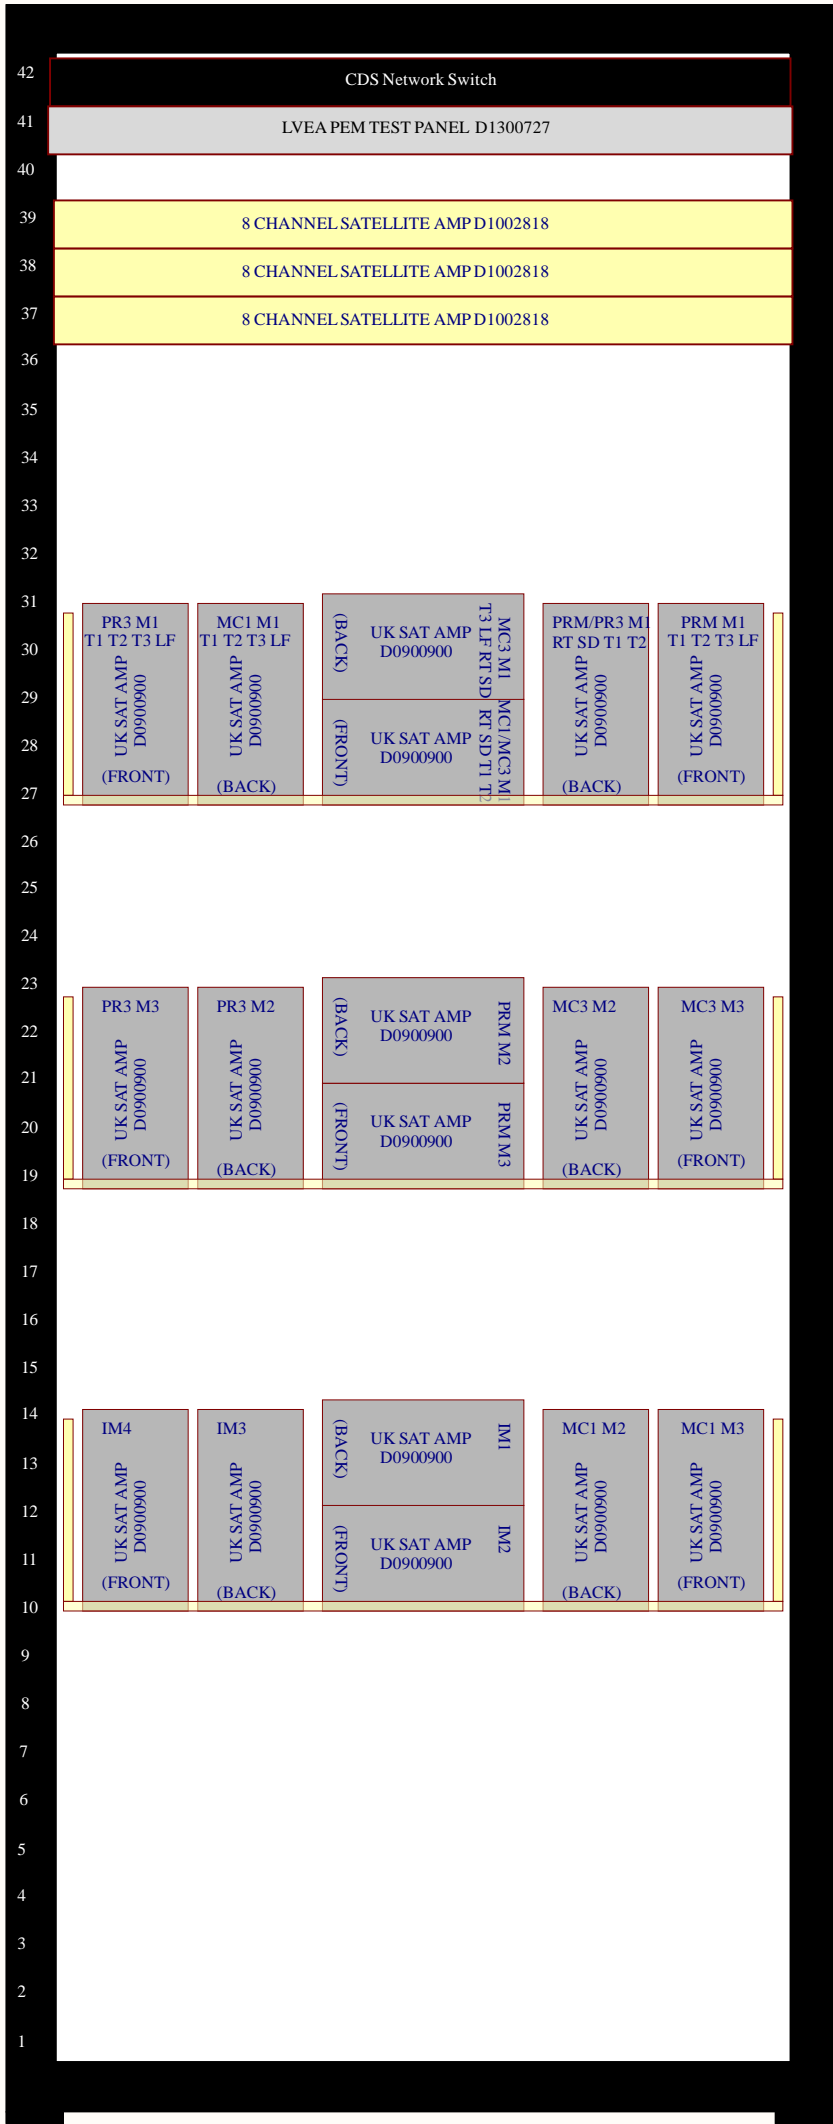 42
CDS Network Switch
41
LVEA PEM TEST PANEL D1300727
40
39
8 CHANNEL SATELLITE AMP D1002818
38
8 CHANNEL SATELLITE AMP D1002818
37
8 CHANNEL SATELLITE AMP D1002818
36
35
34
33
32
31
30
29
28
27
PR3 M1
T1 T2 T3 LF
UK SAT AMP
D0900900
(FRONT)
MC1 M1
T1 T2 T3 LF
UK SAT AMP
D0900900
(BACK)
(BACK)
UK SAT AMP
D0900900
MC3 M1
T3 LF RT SD
(FRONT)
UK SAT AMP
D0900900
MC1/MC3 M1
RT SD T1 T2
PRM/PR3 M1
RT SD T1 T2
UK SAT AMP
D0900900
(BACK)
PRM M1
T1 T2 T3 LF
UK SAT AMP
D0900900
(FRONT)
26
25
24
23
22
21
20
19
PR3 M3
UK SAT AMP
D0900900
(FRONT)
PR3 M2
UK SAT AMP
D0900900
(BACK)
(BACK)
UK SAT AMP
D0900900
PRM M2
(FRONT)
UK SAT AMP
D0900900
PRM M3
MC3 M2
UK SAT AMP
D0900900
(BACK)
MC3 M3
UK SAT AMP
D0900900
(FRONT)
18
17
16
15
14
13
12
11
10
IM4
UK SAT AMP
D0900900
(FRONT)
IM3
UK SAT AMP
D0900900
(BACK)
(BACK)
UK SAT AMP
D0900900
IM1
(FRONT)
UK SAT AMP
D0900900
IM2
MC1 M2
UK SAT AMP
D0900900
(BACK)
MC1 M3
UK SAT AMP
D0900900
(FRONT)
9
8
7
6
5
4
3
2
1